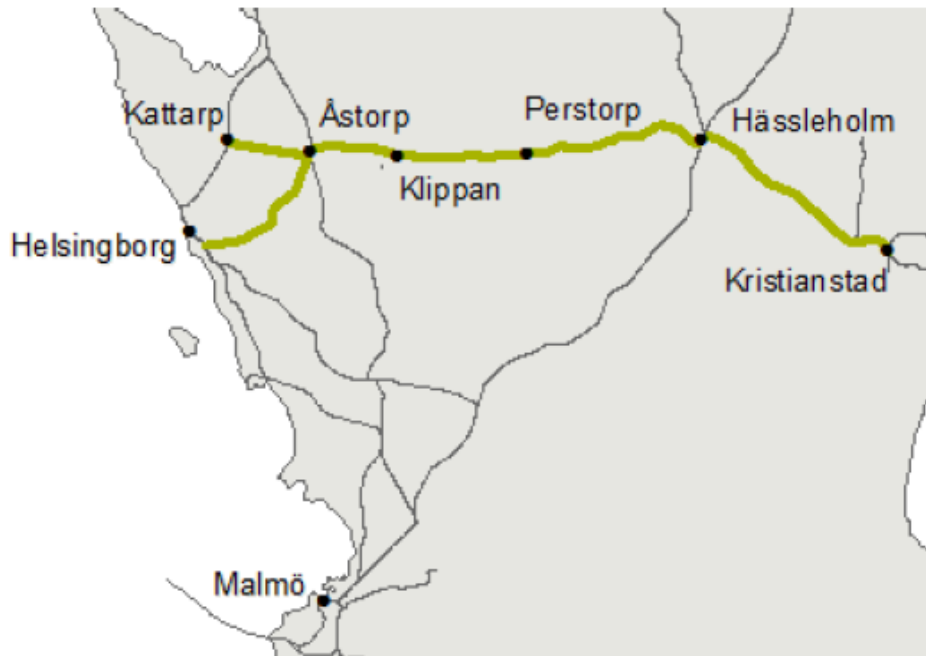 Kattarp
Åstorp
Perstorp
Hässleholm
Klippan
Helsingborg
Kristianstad
Malmö